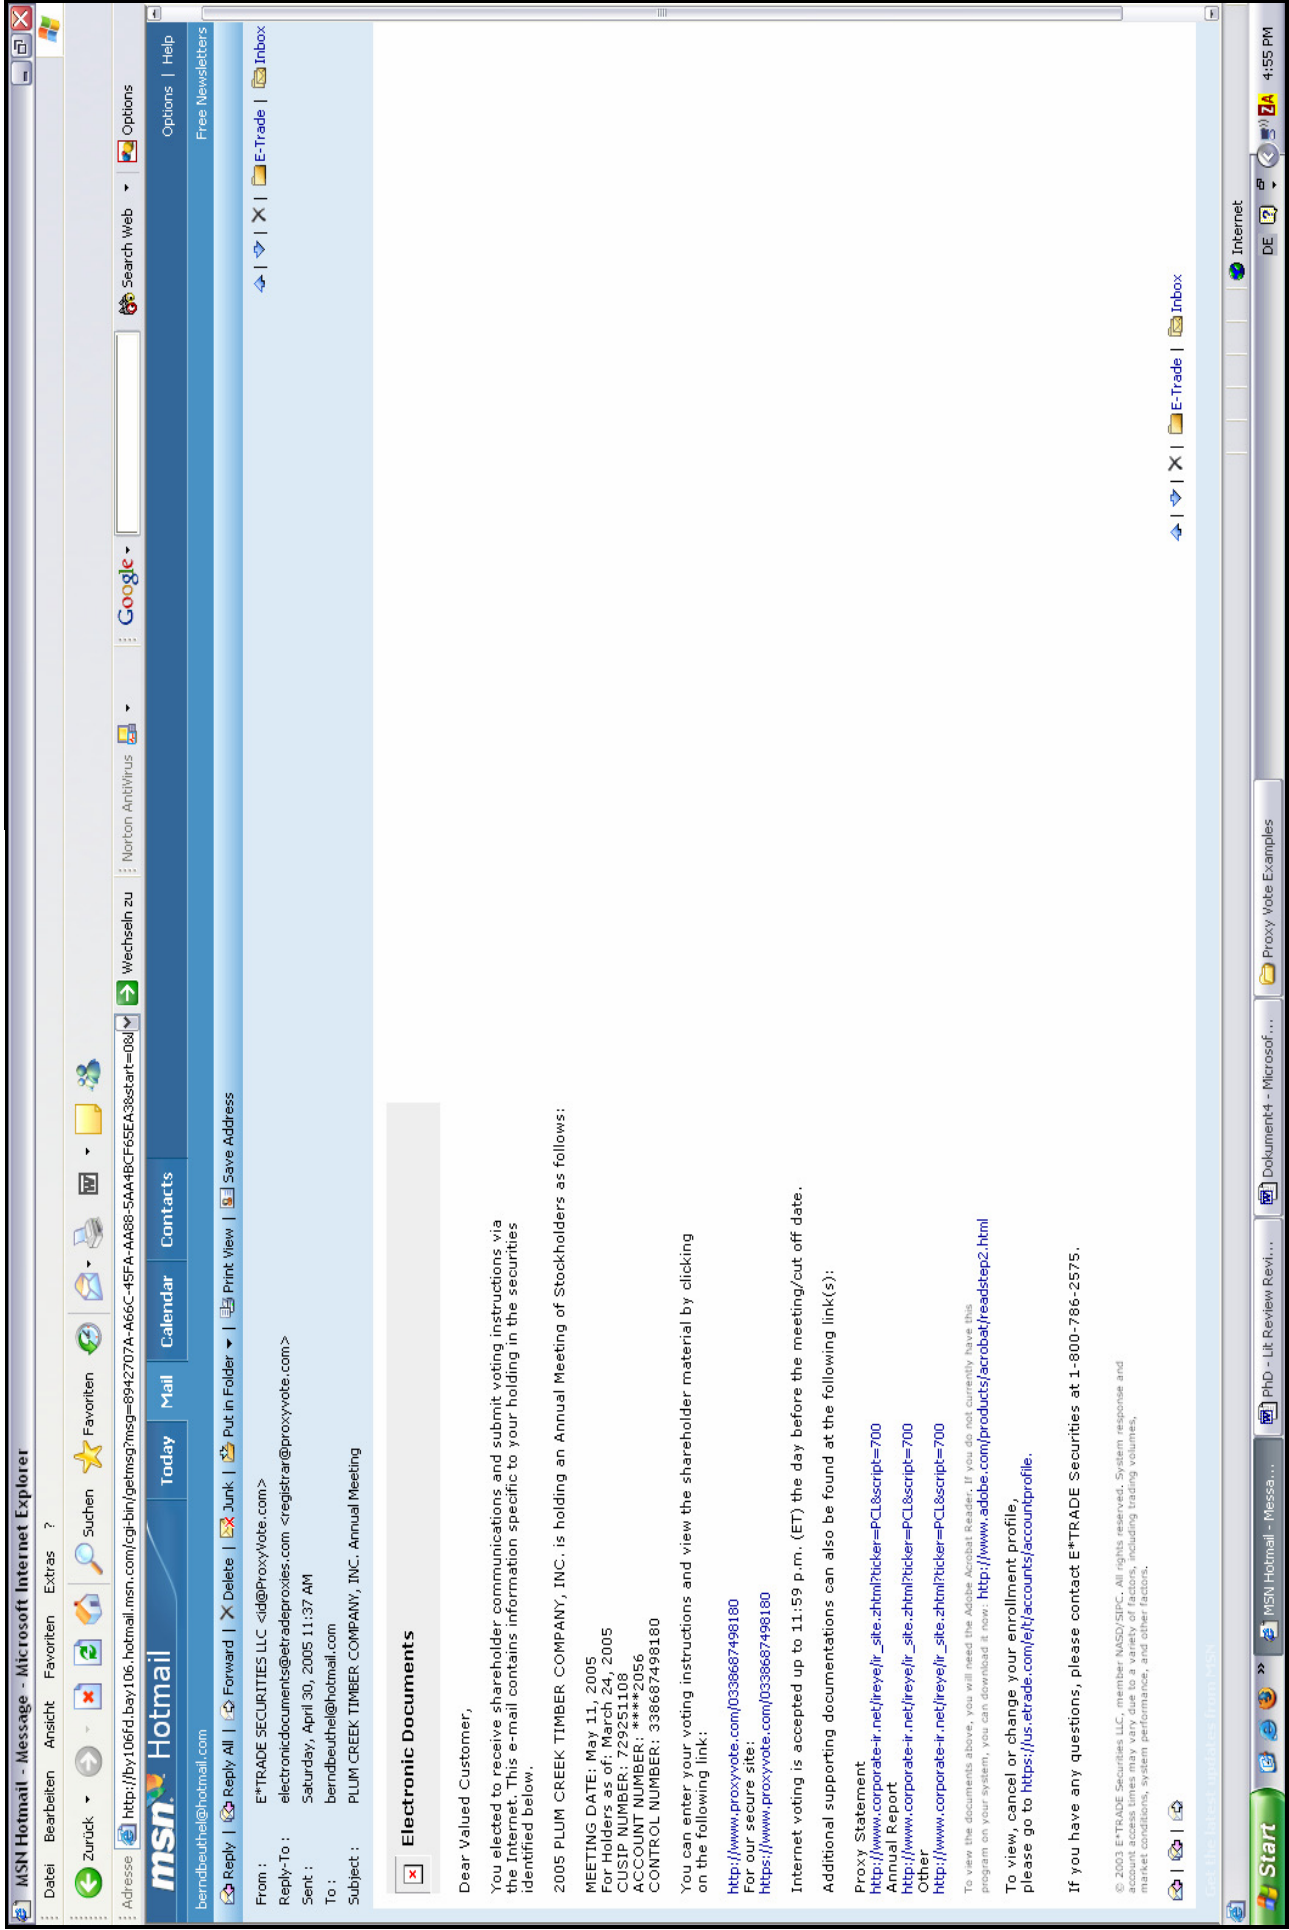 MSN Hotmail - Message - Microsoft Internet Explorer
Datei Bearbeiten Ansicht Favoriten Extras ?
Zurück Suchen Favoriten
Adresse http://by106fd.bay106.hotmail.msn.com/cgi-bin/getmsg?msg=8942707A-A66C-45FA-AA88-5AA4BCF65EA3&start=0& Wechseln zu Norton AntiVirus Google Search Web Options
msn Hotmail Today Mail Calendar Contacts Options | Help
berndbeuthel@hotmail.com Free Newsletters
Reply | Reply All | Forward | Delete | Junk | Put in Folder | Print View | Save Address
From : E*TRADE SECURITIES LLC <id@ProxyVote.com> | | X | E-Trade | Inbox
Reply-To : electronicdocuments@etradeproxies.com <registrar@proxyvote.com>
Sent : Saturday, April 30, 2005 11:37 AM
To : berndbeuthel@hotmail.com
Subject : PLUM CREEK TIMBER COMPANY, INC. Annual Meeting
Electronic Documents
Dear Valued Customer,
You elected to receive shareholder communications and submit voting instructions via
the Internet. This e-mail contains information specific to your holding in the securities
identified below.
2005 PLUM CREEK TIMBER COMPANY, INC. is holding an Annual Meeting of Stockholders as follows:
MEETING DATE: May 11, 2005
For Holders as of: March 24, 2005
CUSIP NUMBER: 729251108
ACCOUNT NUMBER: ****2056
CONTROL NUMBER: 338687498180
You can enter your voting instructions and view the shareholder material by clicking
on the following link:
http://www.proxyvote.com/0338687498180
For our secure site:
https://www.proxyvote.com/0338687498180
Internet voting is accepted up to 11:59 p.m. (ET) the day before the meeting/cut off date.
Additional supporting documentations can also be found at the following link(s):
Proxy Statement
http://www.corporate-ir.net/ireye/ir_site.zhtml?ticker=PCL&script=700
Annual Report
http://www.corporate-ir.net/ireye/ir_site.zhtml?ticker=PCL&script=700
Other
http://www.corporate-ir.net/ireye/ir_site.zhtml?ticker=PCL&script=700
To view the documents above, you will need the Adobe Acrobat Reader. If you do not currently have this
program on your system, you can download it now: http://www.adobe.com/products/acrobat/readstep2.html
To view, cancel or change your enrollment profile,
please go to https://us.etrade.com/e/t/accounts/accountprofile.
If you have any questions, please contact E*TRADE Securities at 1-800-786-2575.
© 2003 E*TRADE Securities LLC, member NASD/SIPC. All rights reserved. System response and
account access times may vary due to a variety of factors, including trading volumes,
market conditions, system performance, and other factors.
| | | | X | E-Trade | Inbox
Get the latest updates from MSN
Internet
Start MSN Hotmail - Messa... PhD - Lit Review Revi... Dokument4 - Microsof... Proxy Vote Examples DE ZA 4:55 PM